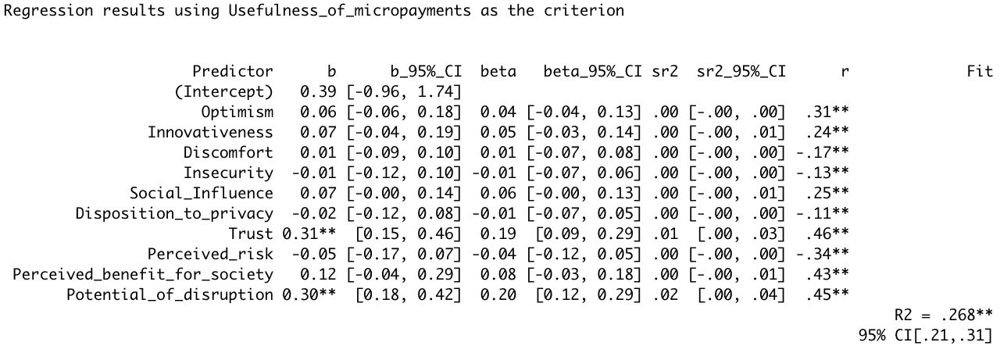 Regression results using Usefulness_of_micropayments as the criterion
Predictor b b_95%_CI beta beta_95%_CI sr2 sr2_95%_CI r Fit
(Intercept) 0.39 [-0.96, 1.74]
Optimism 0.06 [-0.06, 0.18] 0.04 [-0.04, 0.13] .00 [-.00, .00] .31**
Innovativeness 0.07 [-0.04, 0.19] 0.05 [-0.03, 0.14] .00 [-.00, .01] .24**
Discomfort 0.01 [-0.09, 0.10] 0.01 [-0.07, 0.08] .00 [-.00, .00] -.17**
Insecurity -0.01 [-0.12, 0.10] -0.01 [-0.07, 0.06] .00 [-.00, .00] -.13**
Social_Influence 0.07 [-0.00, 0.14] 0.06 [-0.00, 0.13] .00 [-.00, .01] .25**
Disposition_to_privacy -0.02 [-0.12, 0.08] -0.01 [-0.07, 0.05] .00 [-.00, .00] -.11**
Trust 0.31** [0.15, 0.46] 0.19 [0.09, 0.29] .01 [.00, .03] .46**
Perceived_risk -0.05 [-0.17, 0.07] -0.04 [-0.12, 0.05] .00 [-.00, .00] -.34**
Perceived_benefit_for_society 0.12 [-0.04, 0.29] 0.08 [-0.03, 0.18] .00 [-.00, .01] .43**
Potential_of_disruption 0.30** [0.18, 0.42] 0.20 [0.12, 0.29] .02 [.00, .04] .45**
R2 = .268**
95% CI[.21,.31]